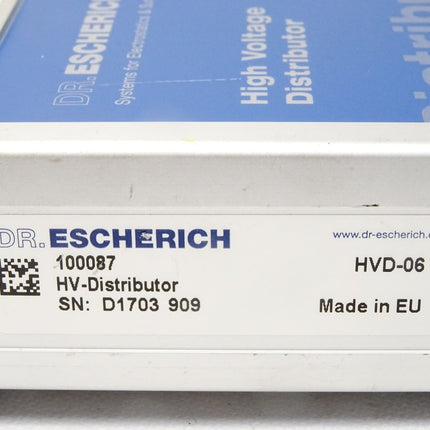 DR. ESCHERICH
Systems for Electrostatics &
High Voltage
Distributor
DR. ESCHERICH
www.dr-escherich.c
100087
HV-Distributor
SN: D1703 909
HVD-06
Made in EU